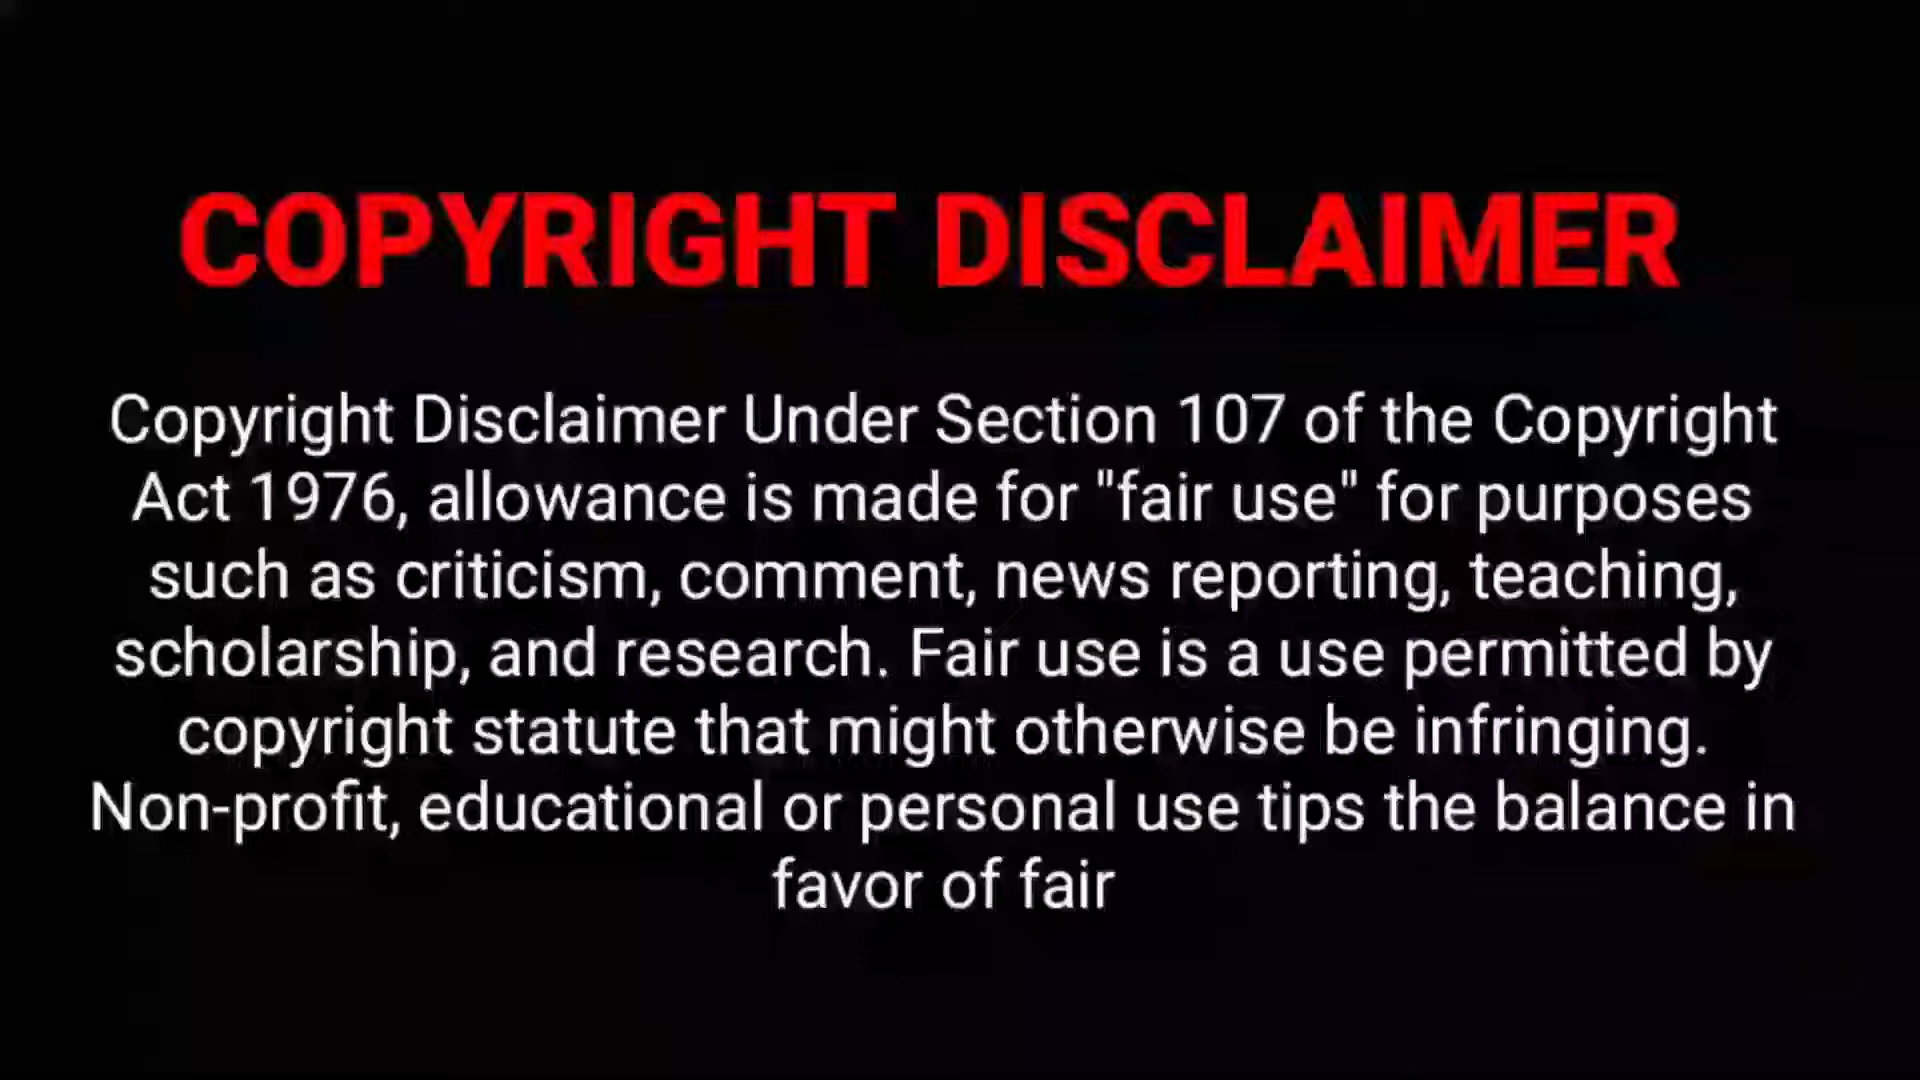 COPYRIGHT DISCLAIMER
Copyright Disclaimer Under Section 107 of the Copyright
Act 1976, allowance is made for "fair use" for purposes
such as criticism, comment, news reporting, teaching,
scholarship, and research. Fair use is a use permitted by
copyright statute that might otherwise be infringing.
Non-profit, educational or personal use tips the balance in
favor of fair